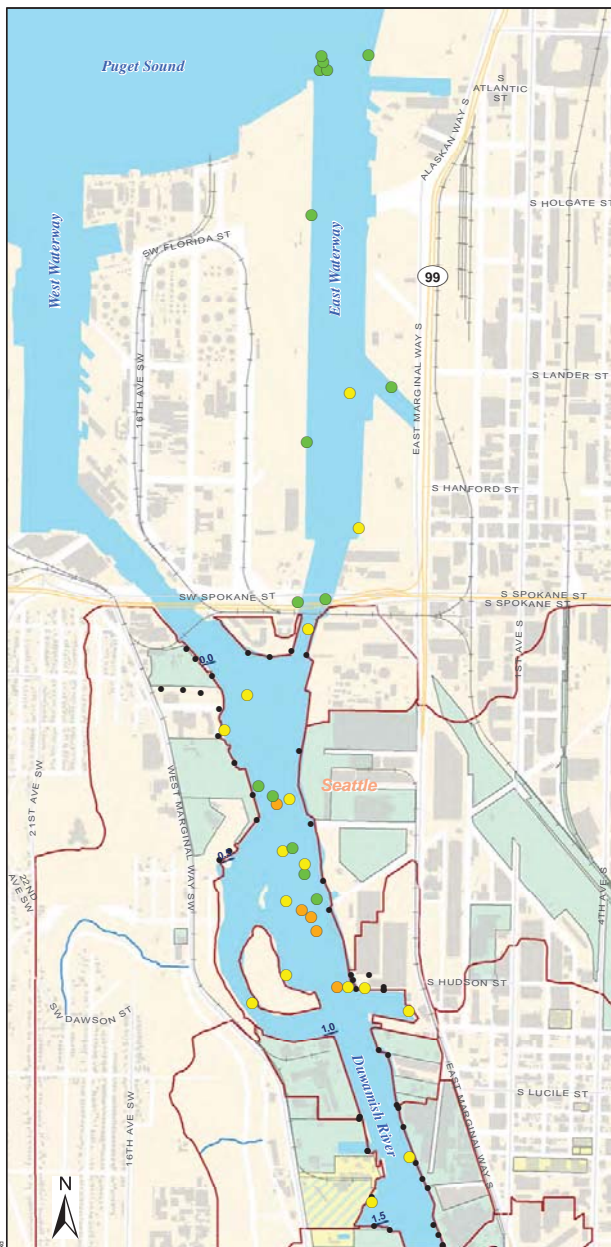 Puget Sound
S
ATLANTIC
ST
ALASKAN WAY S
S HOLGATE ST
SW FLORIDA ST
West Waterway
East Waterway
99
16TH AVE SW
EAST MARGINAL WAY S
S LANDER ST
S HANFORD ST
SW SPOKANE ST
S SPOKANE ST
S SPOKANE ST
1ST AVE S
0.0
WEST MARGINAL WAY SW
Seattle
21ST AVE SW
22ND
AVE SW
4TH AVE S
S HUDSON ST
SW DAWSON ST
1.0
Duwamish River
16TH AVE SW
EAST MARGINAL WAY S
S LUCILE ST
N
1.5